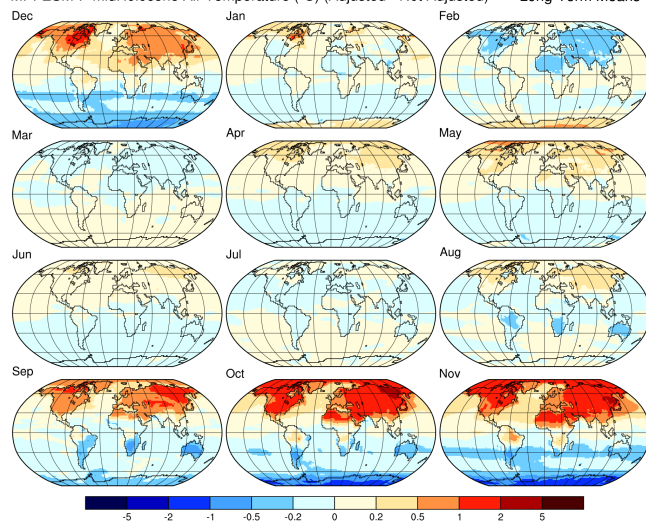 (Adjusted - Not Adjusted) Long-Term Means
Dec Jan Feb
Mar Apr May
Jun Jul Aug
Sep Oct Nov
-5 -2 -1 -0.5 -0.2 0 0.2 0.5 1 2 5